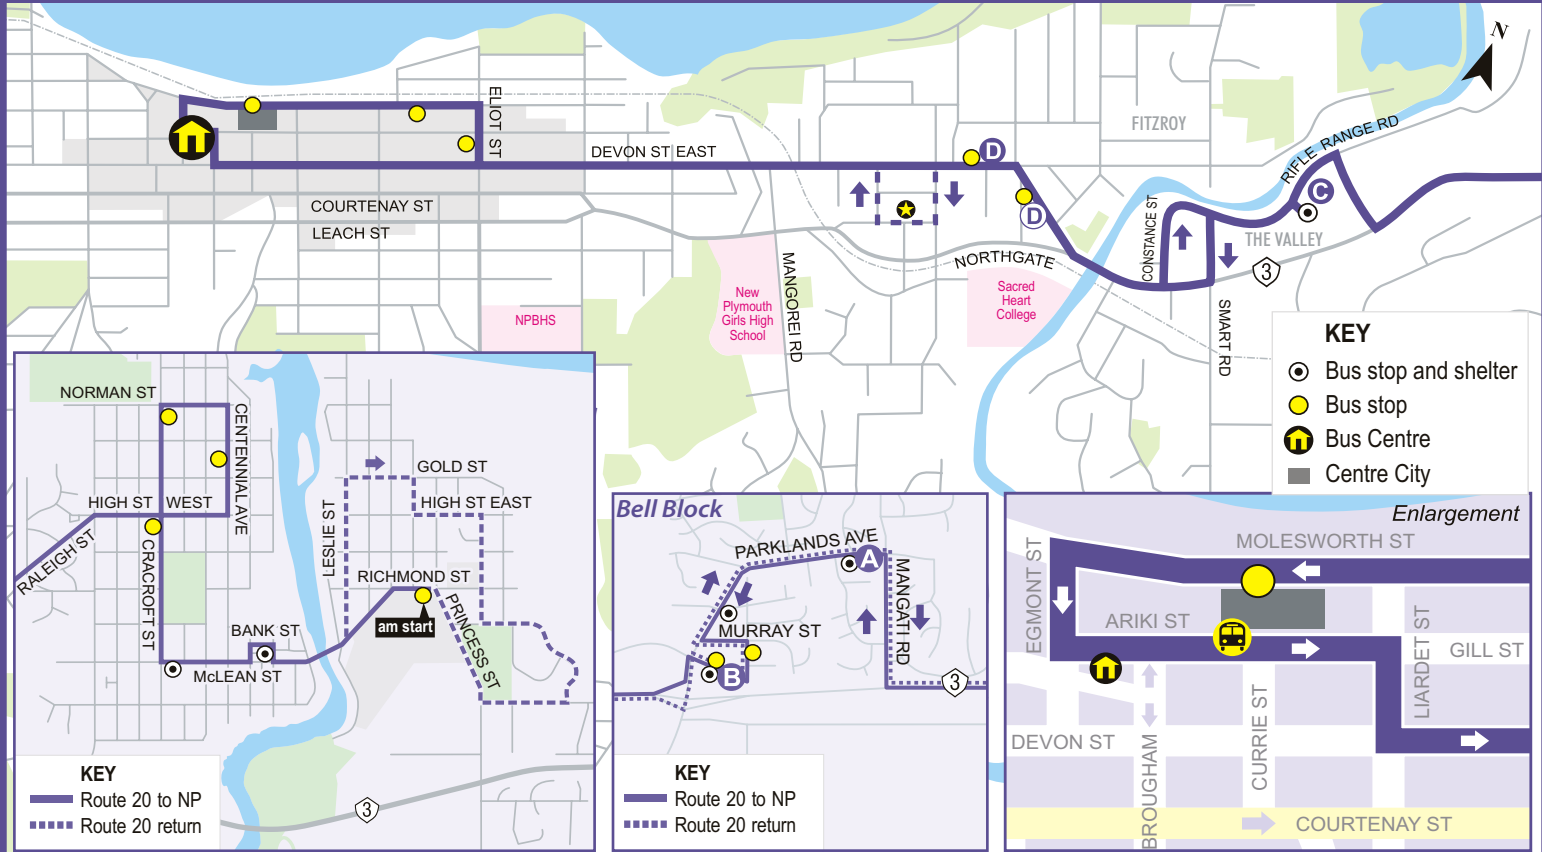 N
ELIOT ST
DEVON ST EAST
D
FITZROY
RIFLE RANGE RD
C
COURTENAY ST
LEACH ST
D
CONSTANCE ST
THE VALLEY
3
NORTHGATE
MANGOREI RD
New
Plymouth
Girls High
School
Sacred
Heart
College
NPBHS
SMART RD
KEY
Bus stop and shelter
Bus stop
Bus Centre
Centre City
NORMAN ST
CENTENNIAL AVE
GOLD ST
HIGH ST WEST
HIGH ST EAST
RALEIGH ST
CRACROFT ST
LESLIE ST
RICHMOND ST
am start
PRINCESS ST
BANK ST
McLEAN ST
3
KEY
Route 20 to NP
Route 20 return
Bell Block
PARKLANDS AVE
A
MANGATI RD
MURRAY ST
B
3
KEY
Route 20 to NP
Route 20 return
Enlargement
MOLESWORTH ST
EGMONT ST
ARIKI ST
LIARDET ST
GILL ST
CURRIE ST
DEVON ST
BROUGHAM
COURTENAY ST